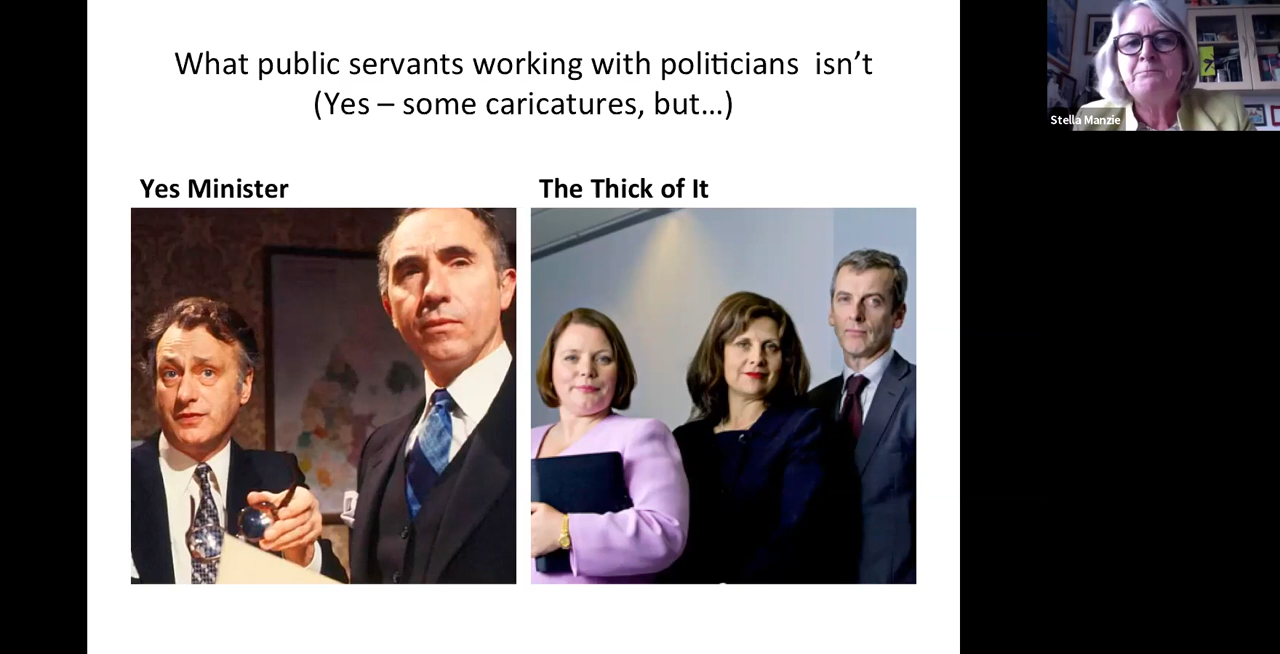 What public servants working with politicians  isn’t
(Yes – some caricatures, but...)
Yes Minister
The Thick of It
Stella Manzie